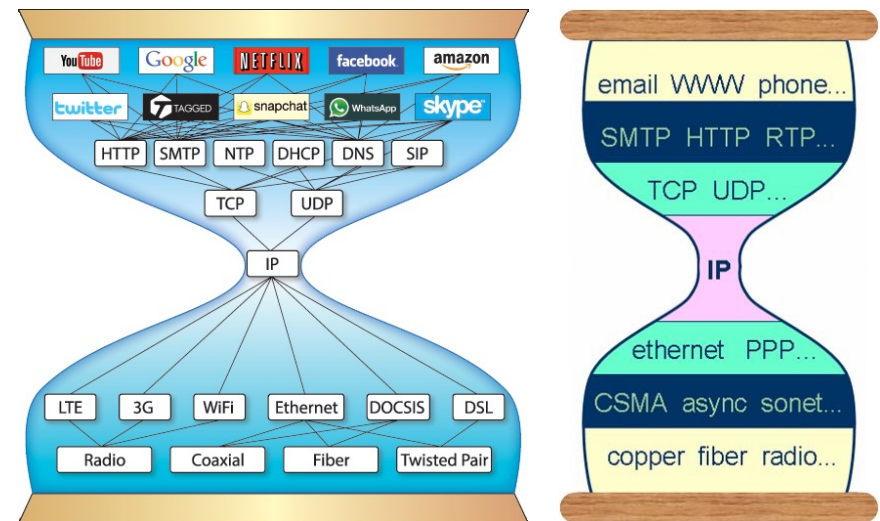 YouTube Google NETFLIX facebook. amazon
twitter TAGGED snapchat WhatsApp skype
HTTP SMTP NTP DHCP DNS SIP
TCP UDP
IP
LTE 3G WiFi Ethernet DOCSIS DSL
Radio Coaxial Fiber Twisted Pair
email WWW phone...
SMTP HTTP RTP...
TCP UDP...
IP
ethernet PPP...
CSMA async sonet...
copper fiber radio...